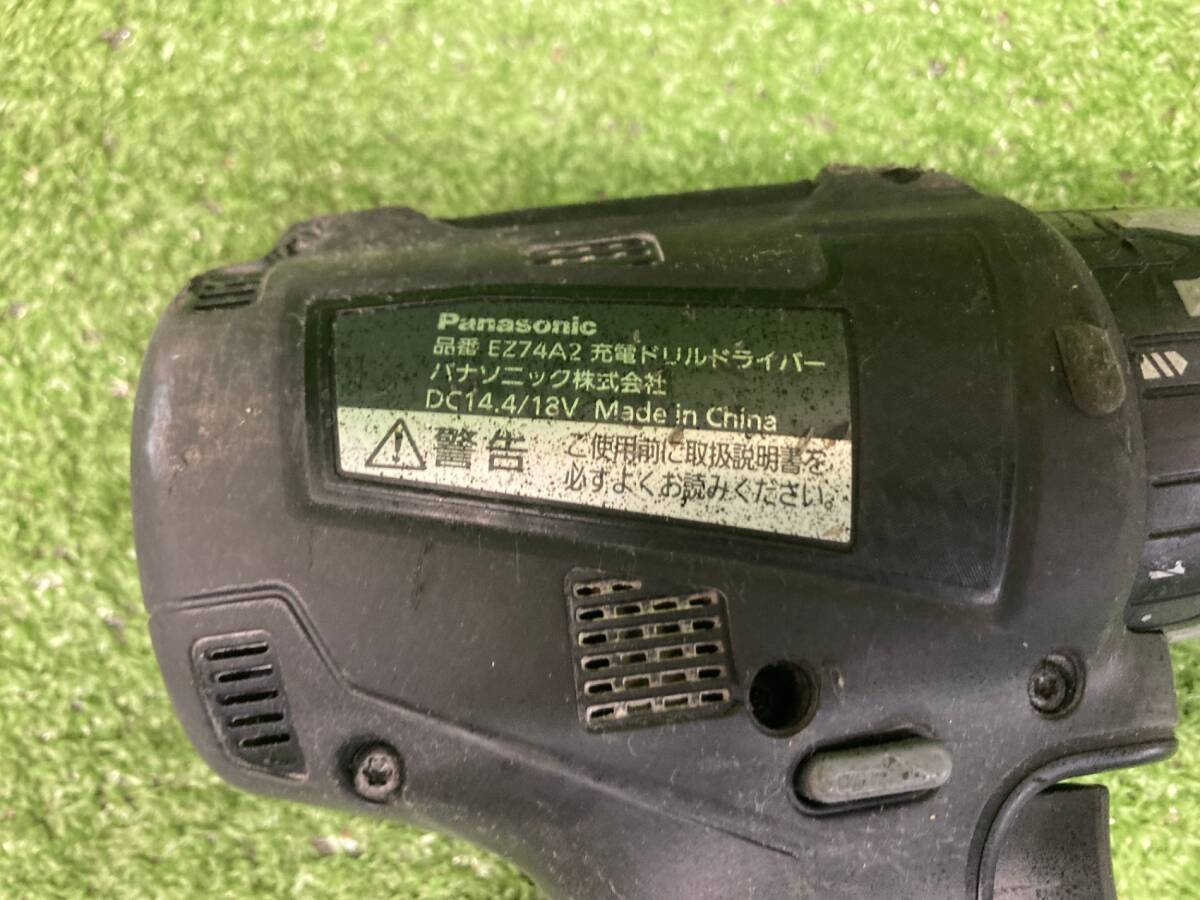 Panasonic
品番 EZ74A2 充電ドリルドライバー
パナソニック株式会社
DC14.4/18V Made in China
警告 ご使用前に取扱説明書を
必ずよくお読みください。